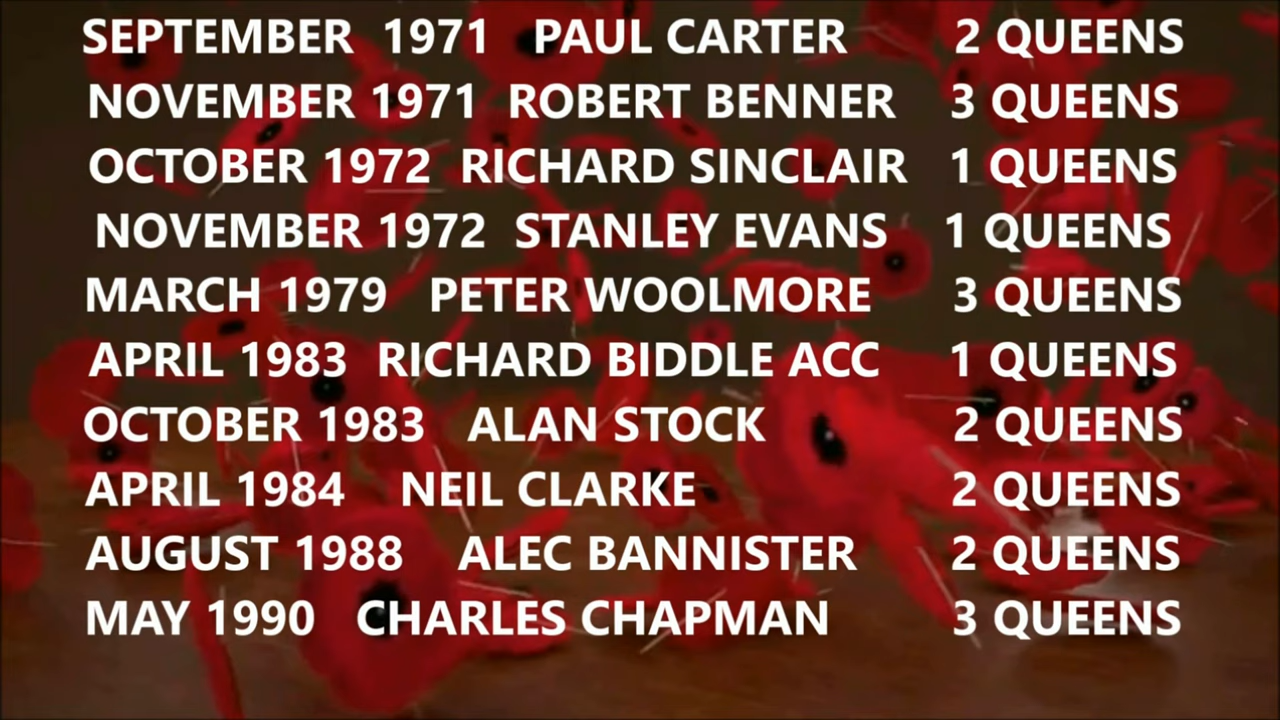 SEPTEMBER 1971 PAUL CARTER 2 QUEENS
NOVEMBER 1971 ROBERT BENNER 3 QUEENS
OCTOBER 1972 RICHARD SINCLAIR 1 QUEENS
NOVEMBER 1972 STANLEY EVANS 1 QUEENS
MARCH 1979 PETER WOOLMORE 3 QUEENS
APRIL 1983 RICHARD BIDDLE ACC 1 QUEENS
OCTOBER 1983 ALAN STOCK 2 QUEENS
APRIL 1984 NEIL CLARKE 2 QUEENS
AUGUST 1988 ALEC BANNISTER 2 QUEENS
MAY 1990 CHARLES CHAPMAN 3 QUEENS